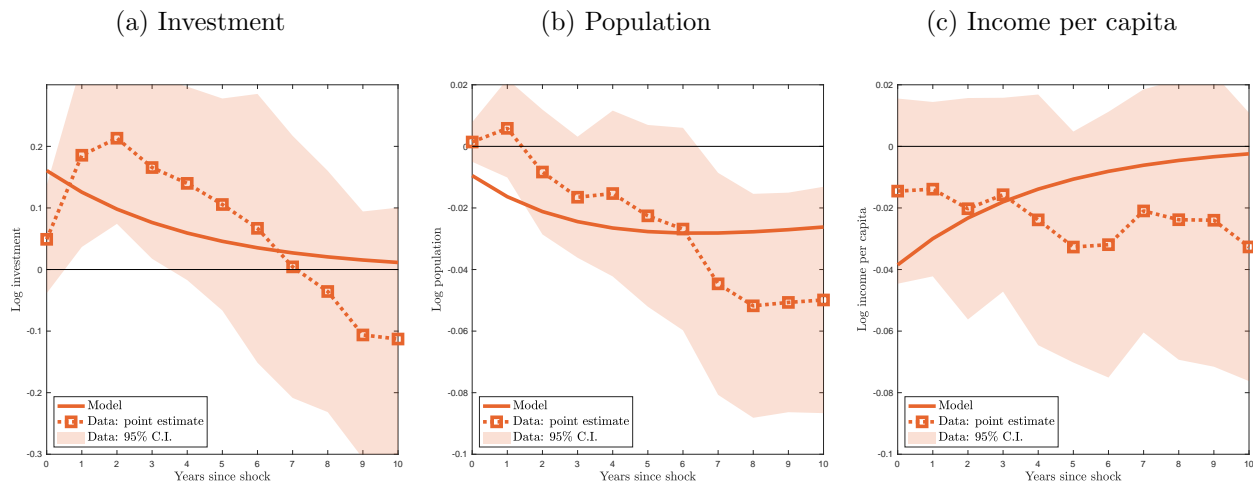 (a) Investment
0.2
0.1
0
-0.1
-0.2
-0.3
Log investment
0 1 2 3 4 5 6 7 8 9 10
Years since shock
Model
Data: point estimate
Data: 95% C.I.
(b) Population
0.02
0
-0.02
-0.04
-0.06
-0.08
-0.1
Log population
0 1 2 3 4 5 6 7 8 9 10
Years since shock
Model
Data: point estimate
Data: 95% C.I.
(c) Income per capita
0.02
0
-0.02
-0.04
-0.06
-0.08
-0.1
Log income per capita
0 1 2 3 4 5 6 7 8 9 10
Years since shock
Model
Data: point estimate
Data: 95% C.I.